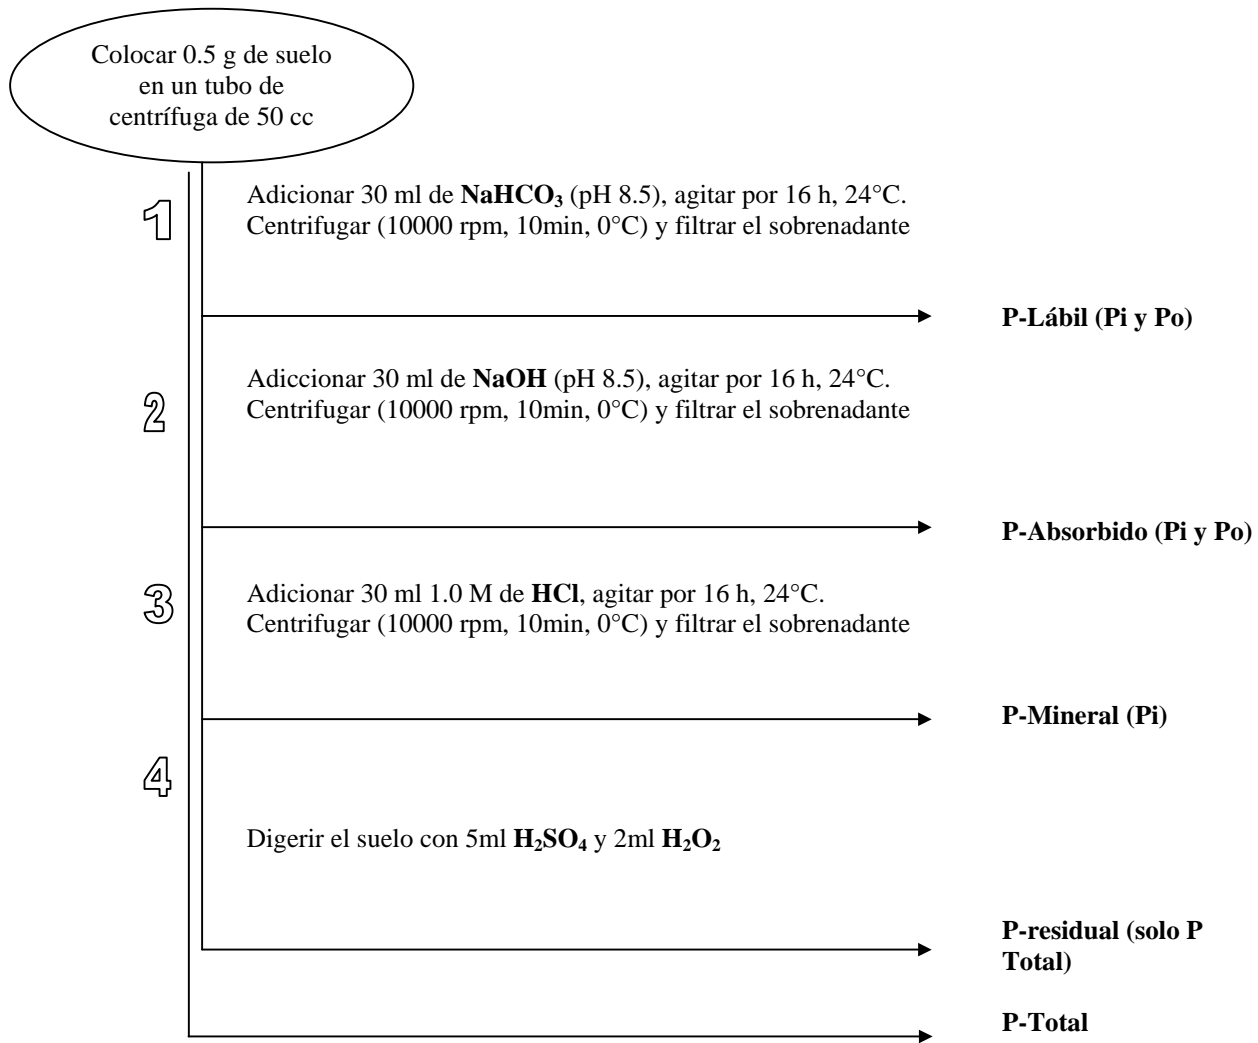 Colocar 0.5 g de suelo
en un tubo de
centrífuga de 50 cc
1
Adicionar 30 ml de NaHCO₃ (pH 8.5), agitar por 16 h, 24°C.
Centrifugar (10000 rpm, 10min, 0°C) y filtrar el sobrenadante
P-Lábil (Pi y Po)
2
Adiccionar 30 ml de NaOH (pH 8.5), agitar por 16 h, 24°C.
Centrifugar (10000 rpm, 10min, 0°C) y filtrar el sobrenadante
P-Absorbido (Pi y Po)
3
Adicionar 30 ml 1.0 M de HCl, agitar por 16 h, 24°C.
Centrifugar (10000 rpm, 10min, 0°C) y filtrar el sobrenadante
P-Mineral (Pi)
4
Digerir el suelo con 5ml H₂SO₄ y 2ml H₂O₂
P-residual (solo P
Total)
P-Total